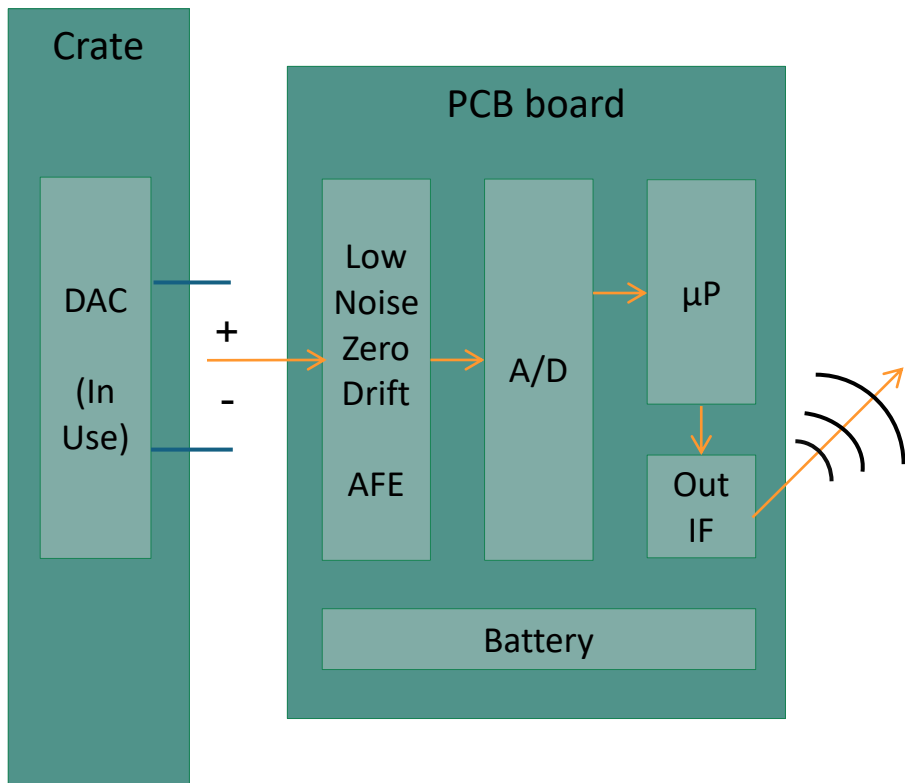 Crate
DAC
(In
Use)
+
-
PCB board
Low
Noise
Zero
Drift
AFE
A/D
µP
Out
IF
Battery